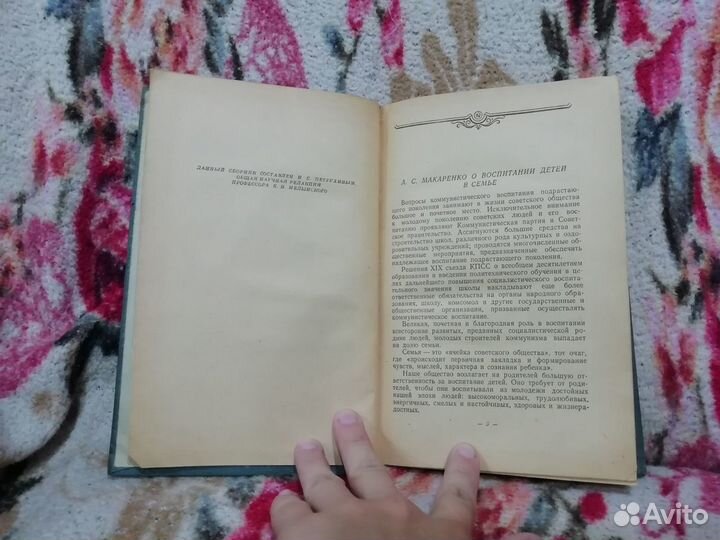 ДАННЫЙ СБОРНИК СОСТАВЛЕН И. С. ПЕТРУХИНЫМ.
ОБЩАЯ НАУЧНАЯ РЕДАКЦИЯ
ПРОФЕССОРА Е. Н. МЕДЫНСКОГО
А. С. МАКАРЕНКО О ВОСПИТАНИИ ДЕТЕЙ
В СЕМЬЕ
Вопросы коммунистического воспитания подрастаю-
щего поколения занимают в жизни советского общества
большое и почетное место. Исключительное внимание
к молодому поколению советских людей и его вос-
питанию проявляют Коммунистическая партия и Совет-
ское правительство. Ассигнуются большие средства на
строительство школ, различного рода культурных и оздо-
ровительных учреждений; проводятся многочисленные об-
щественные мероприятия, предназначенные обеспечить
надлежащее воспитание подрастающего поколения.
Решения XIX съезда КПСС о всеобщем десятилетнем
образовании и введении политехнического обучения в це-
лях дальнейшего повышения социалистического воспита-
тельного значения школы накладывают еще более
ответственные обязательства на органы народного обра-
зования, школу, комсомол и другие государственные и
общественные организации, призванные осуществлять
коммунистическое воспитание.
Великая, почетная и благородная роль в воспитании
всесторонне развитых, преданных социалистической ро-
дине людей, молодых строителей коммунизма выпадает
на долю семьи.
Семья — это «ячейка советского общества», тот очаг,
где «происходит первичная закладка и формирование
чувств, мыслей, характера и сознания ребенка».
Наше общество возлагает на родителей большую от-
ветственность за воспитание детей. Оно требует от роди-
телей, чтобы они воспитывали из молодежи достойных
нашей эпохи людей: высокоморальных, трудолюбивых,
энергичных, смелых и настойчивых, здоровых и жизнера-
достных.
— 3 —
Avito